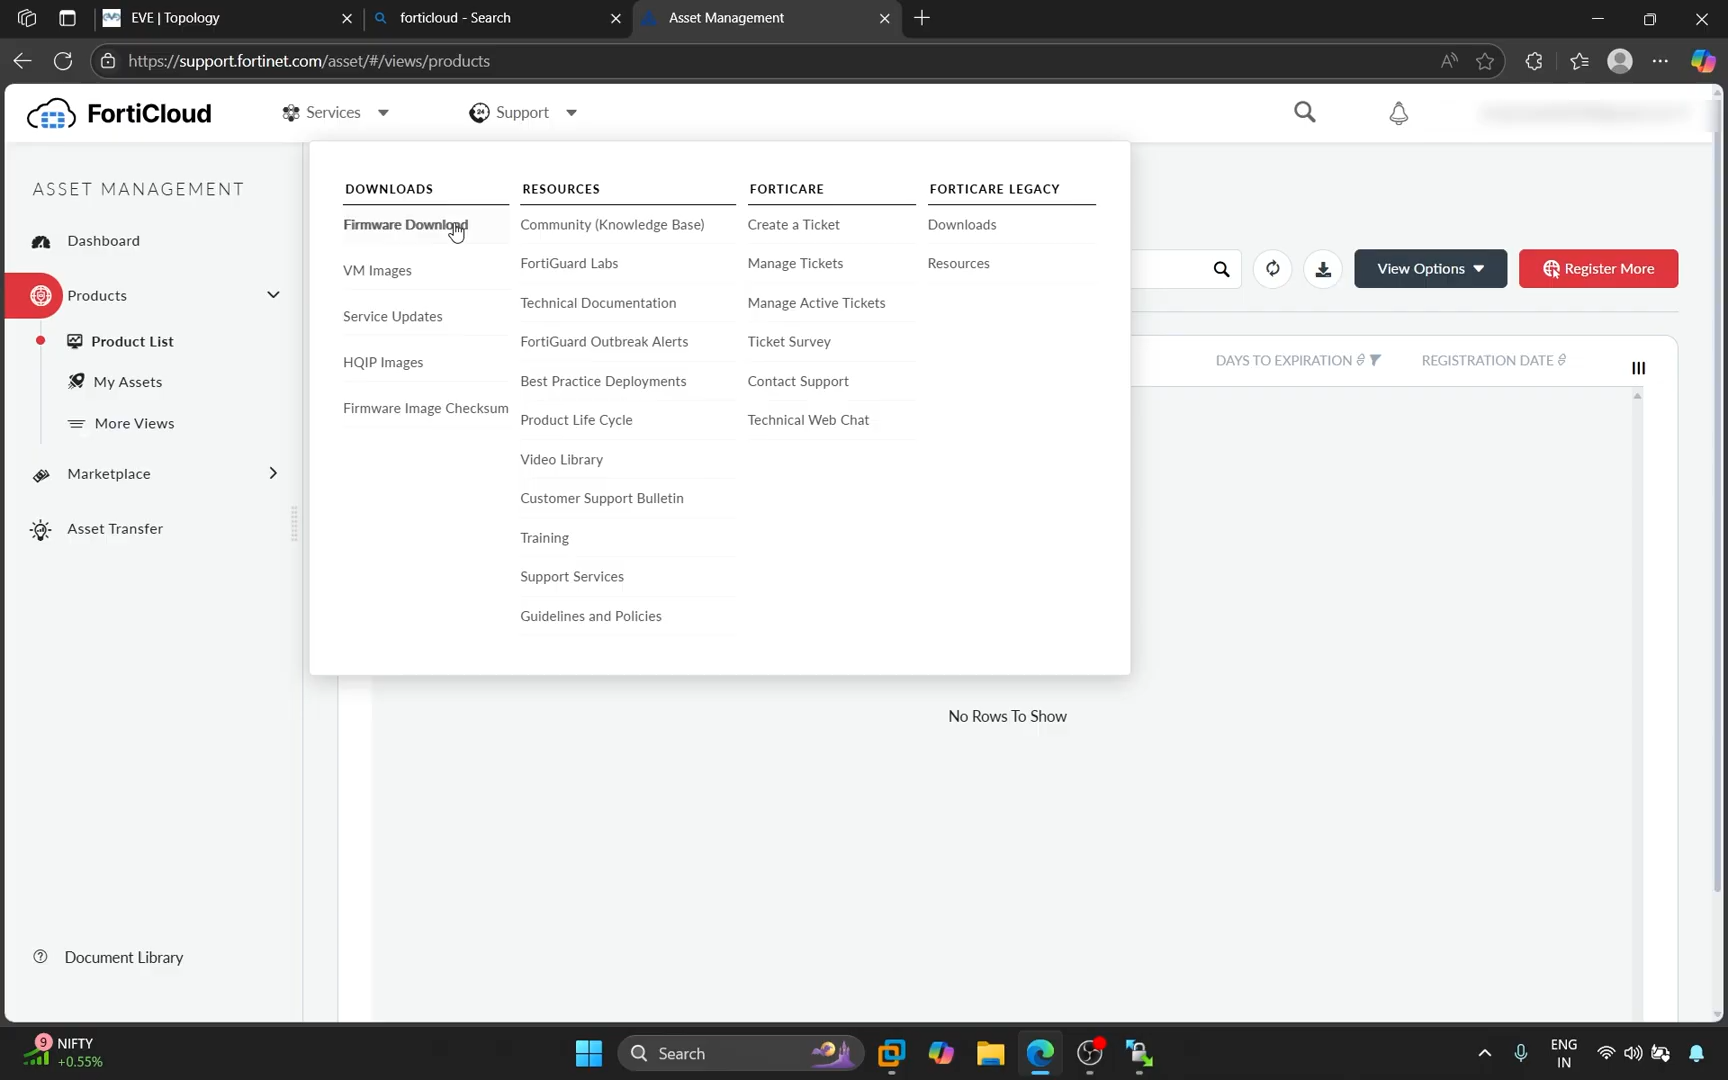 EVE | Topology
forticloud - Search
Asset Management
https://support.fortinet.com/asset/#/views/products
FortiCloud
Services
Support
ASSET MANAGEMENT
Dashboard
Products
Product List
My Assets
More Views
Marketplace
Asset Transfer
Document Library
DOWNLOADS
Firmware Download
VM Images
Service Updates
HQIP Images
Firmware Image Checksum
RESOURCES
Community (Knowledge Base)
FortiGuard Labs
Technical Documentation
FortiGuard Outbreak Alerts
Best Practice Deployments
Product Life Cycle
Video Library
Customer Support Bulletin
Training
Support Services
Guidelines and Policies
FORTICARE
Create a Ticket
Manage Tickets
Manage Active Tickets
Ticket Survey
Contact Support
Technical Web Chat
FORTICARE LEGACY
Downloads
Resources
View Options
Register More
DAYS TO EXPIRATION
REGISTRATION DATE
No Rows To Show
9
NIFTY
+0.55%
Search
ENG
IN